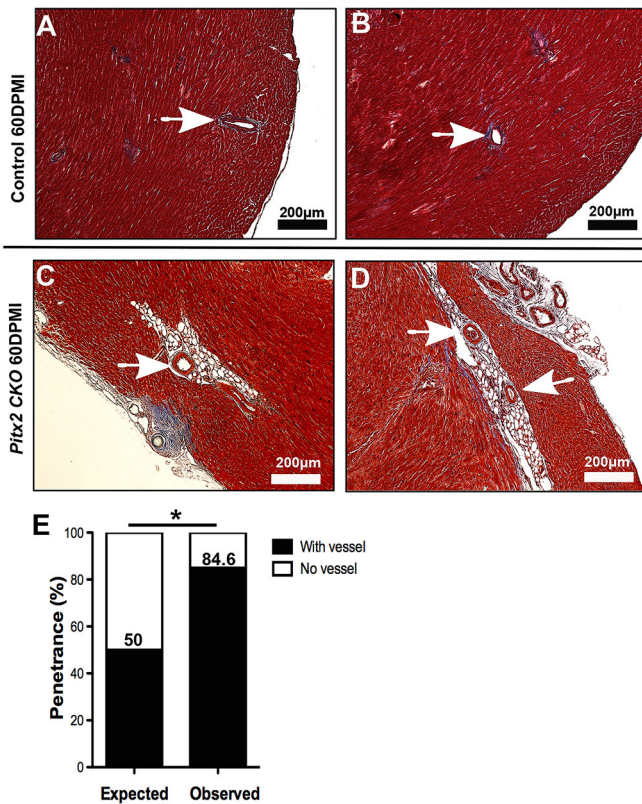 A
B
Control 60DPMI
200μm
200μm
C
D
Pitx2 CKO 60DPMI
200μm
200μm
E
*
Penetrance (%)
100
80
60
40
20
0
50
84.6
With vessel
No vessel
Expected
Observed